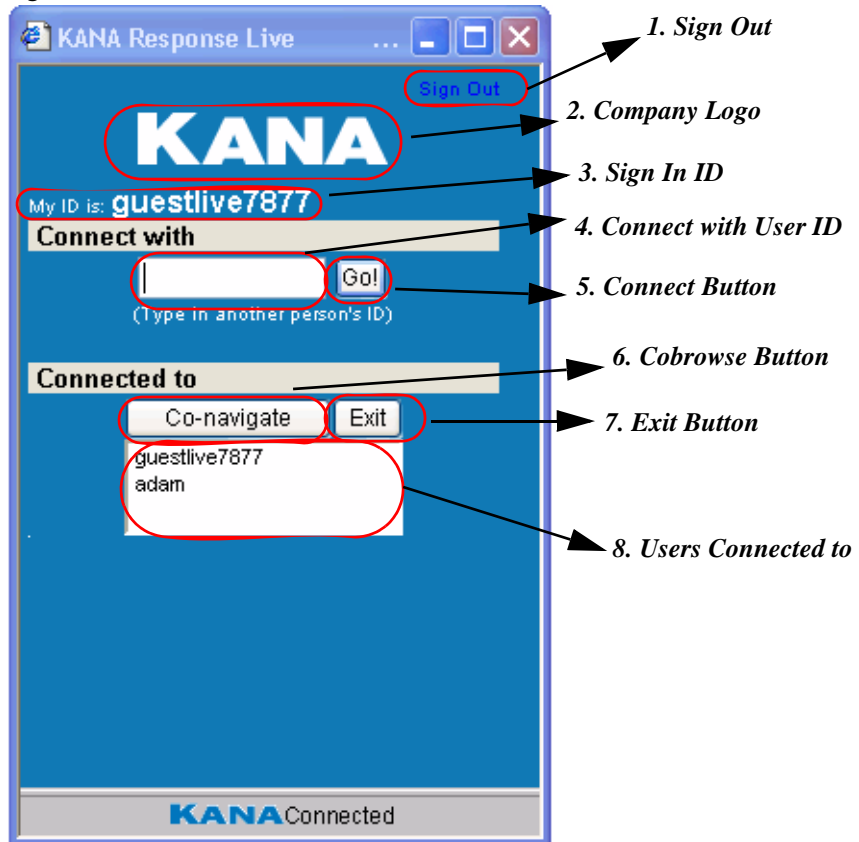 KANA Response Live ...
1. Sign Out
Sign Out
KANA
2. Company Logo
My ID is: guestlive7877
3. Sign In ID
Connect with
4. Connect with User ID
Go!
5. Connect Button
(Type in another person's ID)
6. Cobrowse Button
Connected to
Co-navigate Exit
7. Exit Button
guestlive7877
adam
8. Users Connected to
KANA Connected